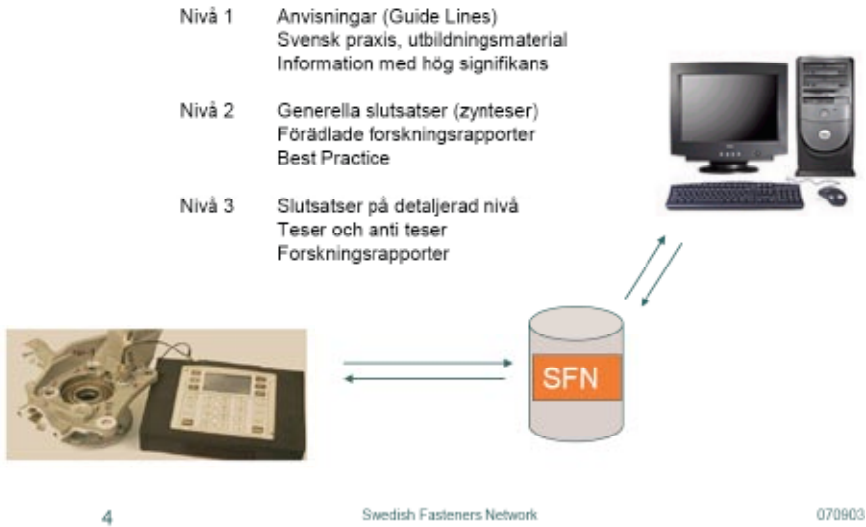 Nivå 1 Anvisningar (Guide Lines)
Svensk praxis, utbildningsmaterial
Information med hög signifikans
Nivå 2 Generella slutsatser (zynteser)
Förädlade forskningsrapporter
Best Practice
Nivå 3 Slutsatser på detaljerad nivå
Teser och anti teser
Forskningsrapporter
SFN
4 Swedish Fasteners Network 070903